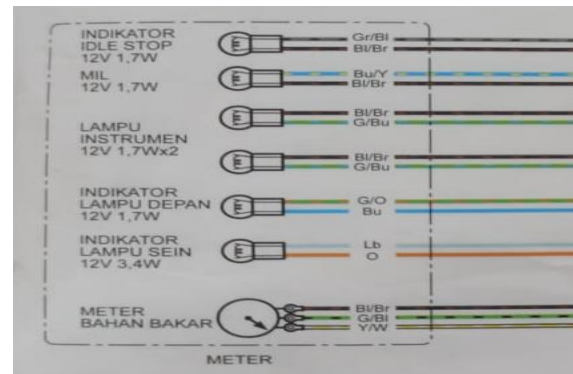 INDIKATOR
IDLE STOP
12V 1,7W
Gr/Bl
Bl/Br
MIL
12V 1,7W
Bu/Y
Bl/Br
LAMPU
INSTRUMEN
12V 1,7Wx2
Bl/Br
G/Bu
Bl/Br
G/Bu
INDIKATOR
LAMPU DEPAN
12V 1,7W
G/O
Bu
INDIKATOR
LAMPU SEIN
12V 3,4W
Lb
O
METER
BAHAN BAKAR
Bl/Br
G/Bl
Y/W
METER